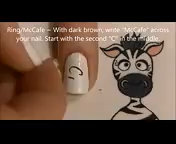 Ring/McCafe ~ With dark brown, write "McCafe" across
your nail. Start with the second "C" in the middle.
C